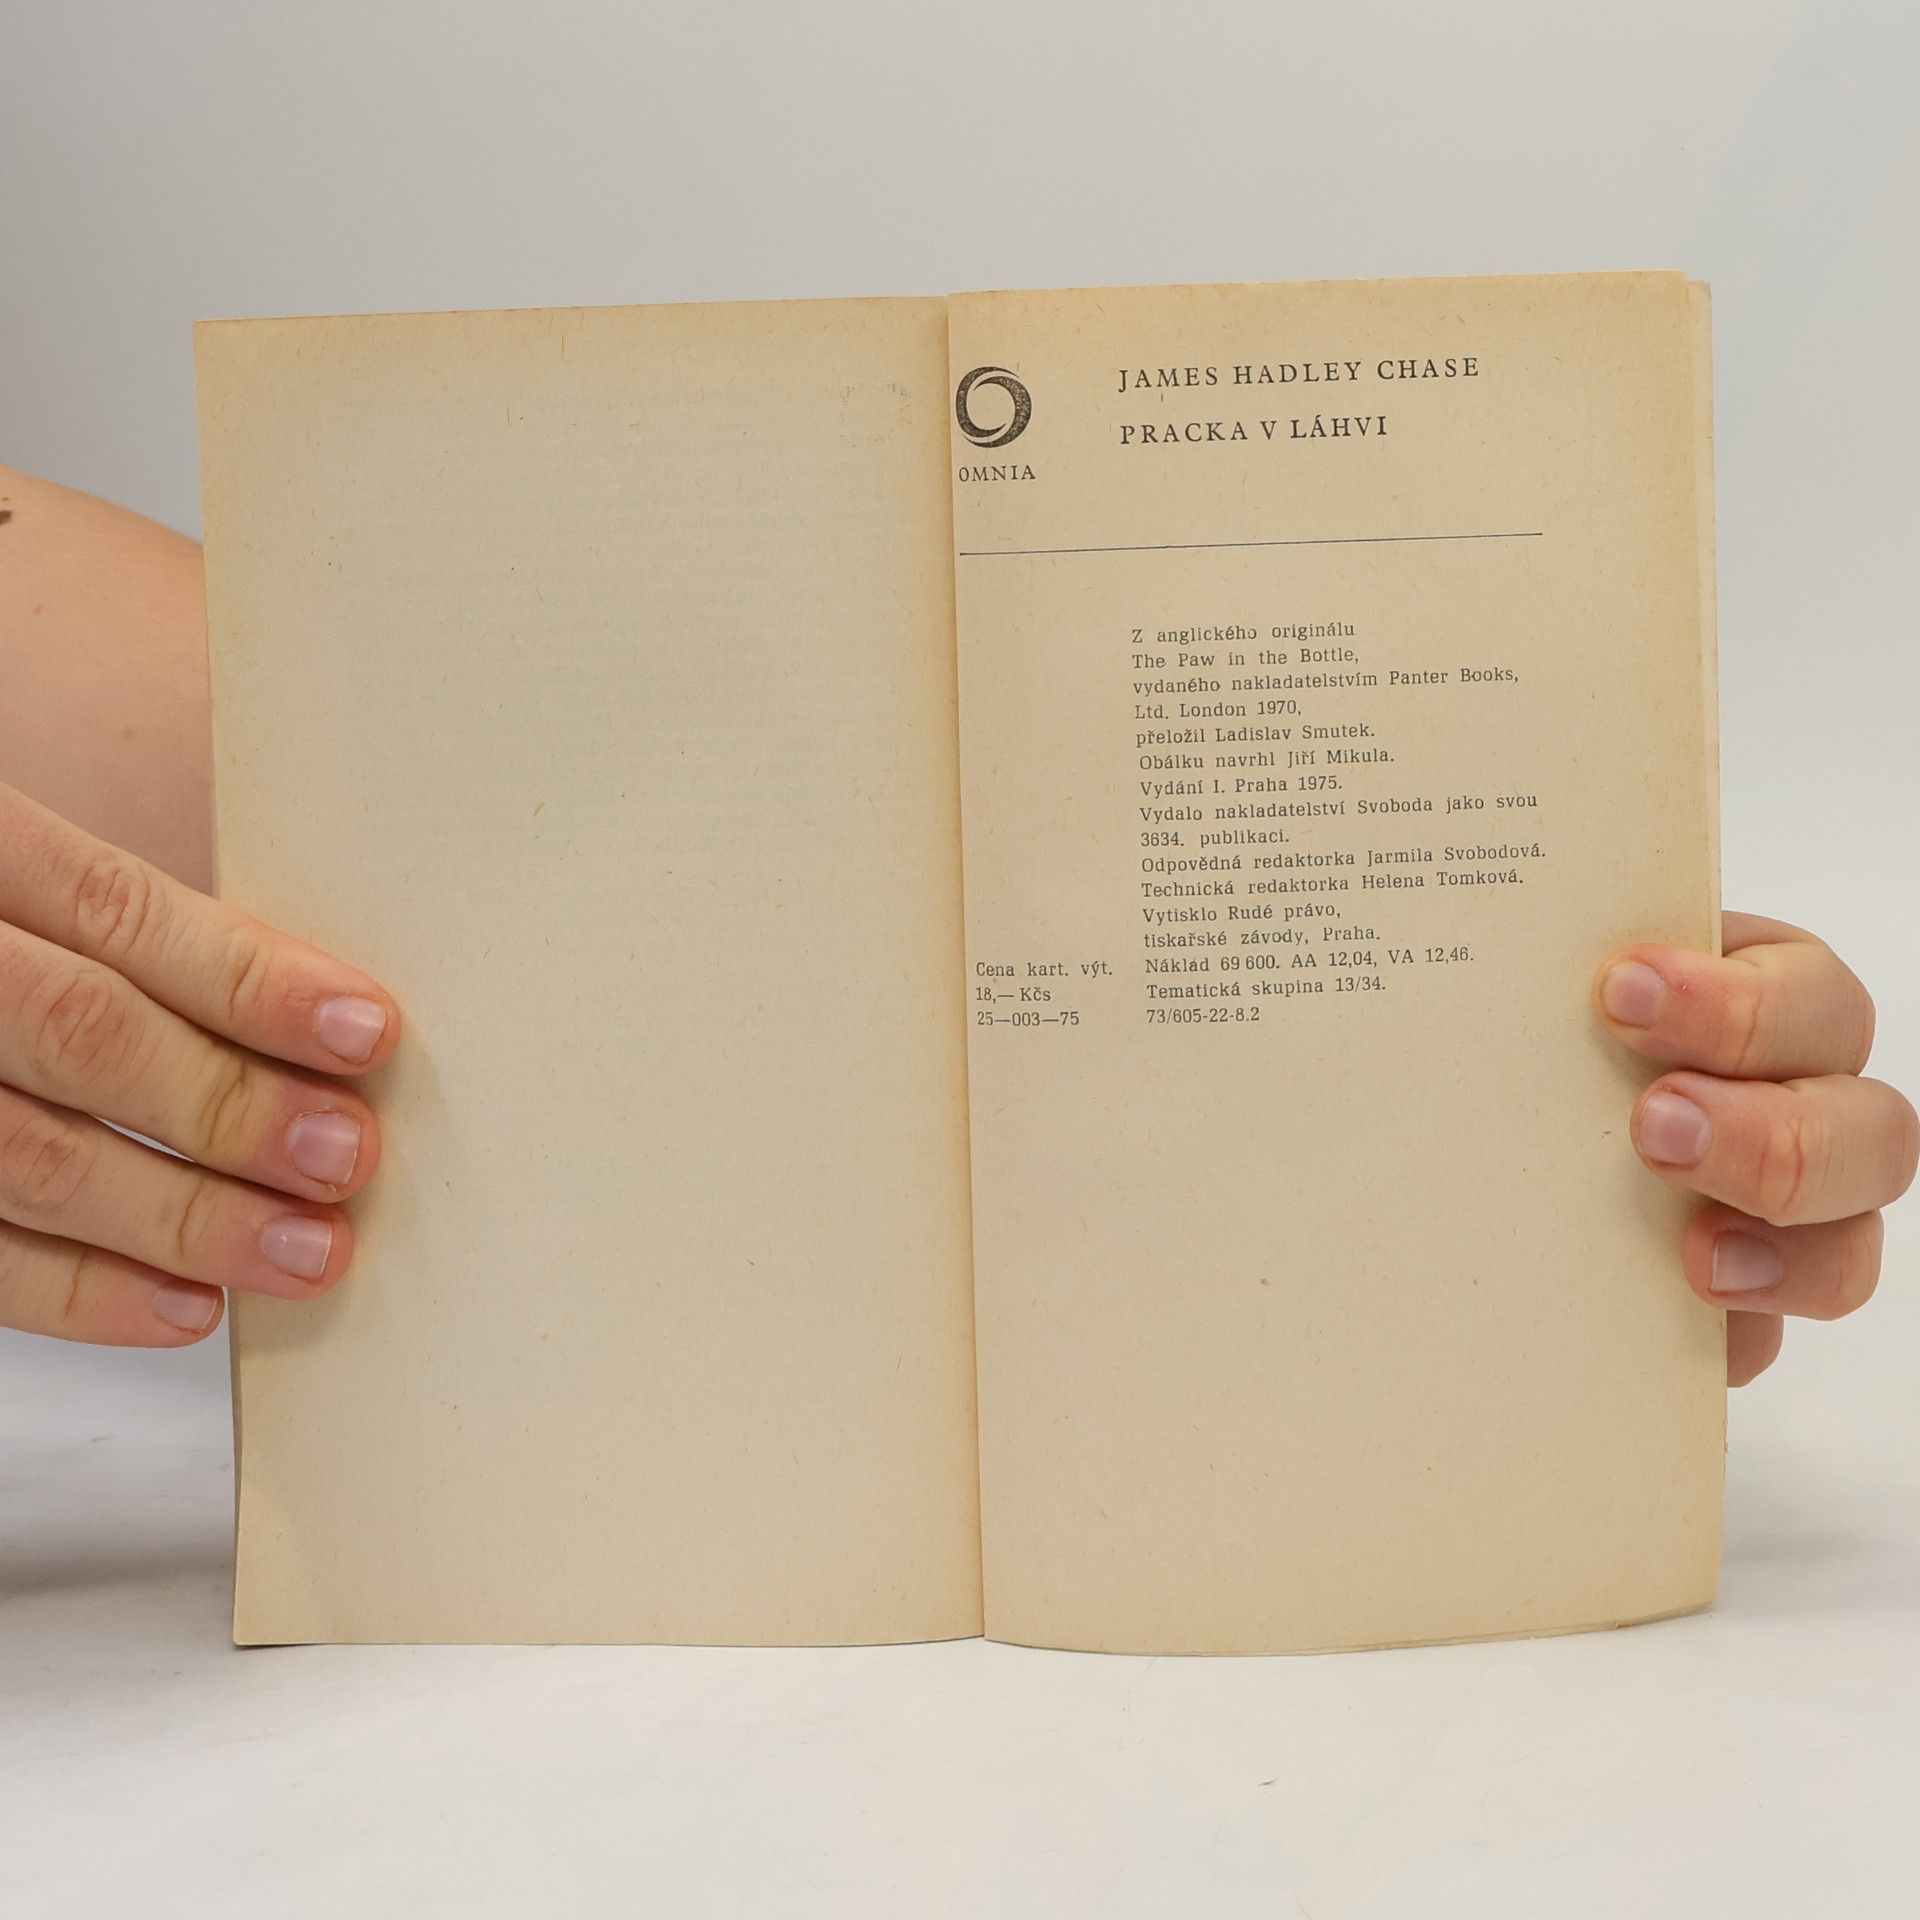 OMNIA
JAMES HADLEY CHASE
PRACKA V LÁHVI
Z anglického originálu
The Paw in the Bottle,
vydaného nakladatelstvím Panter Books,
Ltd. London 1970,
přeložil Ladislav Smutek.
Obálku navrhl Jiří Mikula.
Vydání I. Praha 1975.
Vydalo nakladatelství Svoboda jako svou
3634. publikaci.
Odpovědná redaktorka Jarmila Svobodová.
Technická redaktorka Helena Tomková.
Vytisklo Rudé právo,
tiskařské závody, Praha.
Cena kart. výt. Náklad 69 600. AA 12,04, VA 12,46.
18,— Kčs Tematická skupina 13/34.
25—003—75 73/605-22-8.2